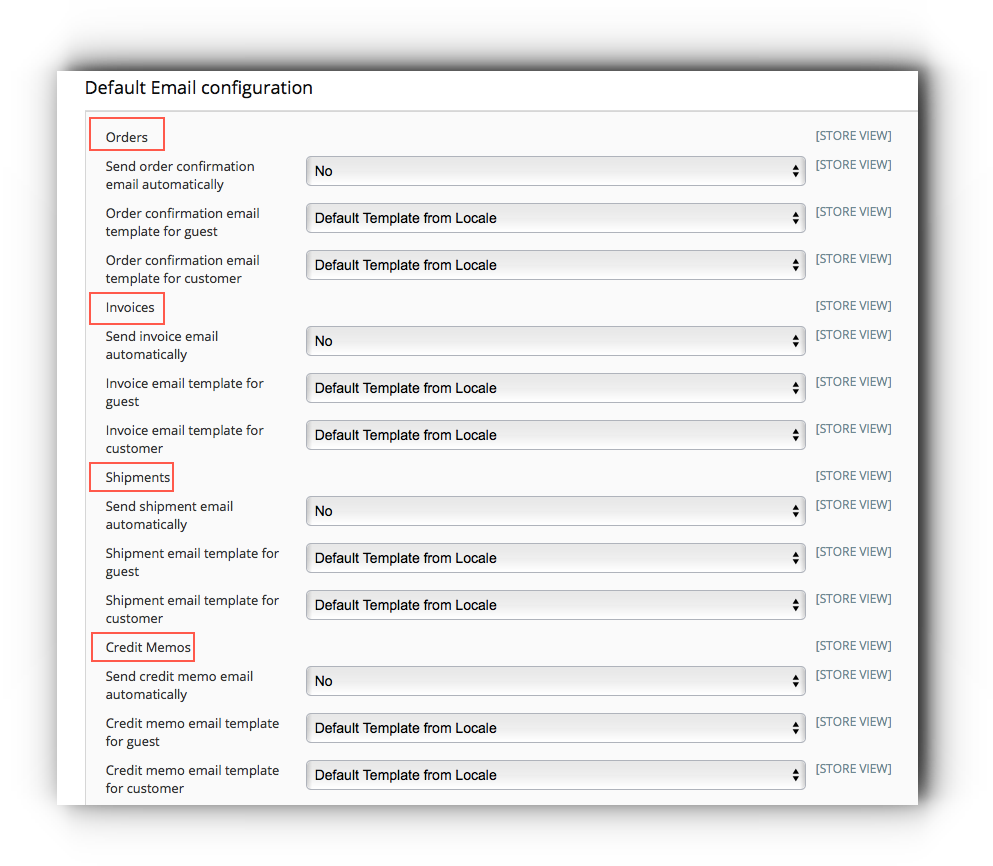 Default Email configuration
Orders [STORE VIEW]
Send order confirmation No [STORE VIEW]
email automatically
Order confirmation email Default Template from Locale [STORE VIEW]
template for guest
Order confirmation email Default Template from Locale [STORE VIEW]
template for customer
Invoices [STORE VIEW]
Send invoice email No [STORE VIEW]
automatically
Invoice email template for Default Template from Locale [STORE VIEW]
guest
Invoice email template for Default Template from Locale [STORE VIEW]
customer
Shipments [STORE VIEW]
Send shipment email No [STORE VIEW]
automatically
Shipment email template for Default Template from Locale [STORE VIEW]
guest
Shipment email template for Default Template from Locale [STORE VIEW]
customer
Credit Memos [STORE VIEW]
Send credit memo email No [STORE VIEW]
automatically
Credit memo email template Default Template from Locale [STORE VIEW]
for guest
Credit memo email template Default Template from Locale [STORE VIEW]
for customer